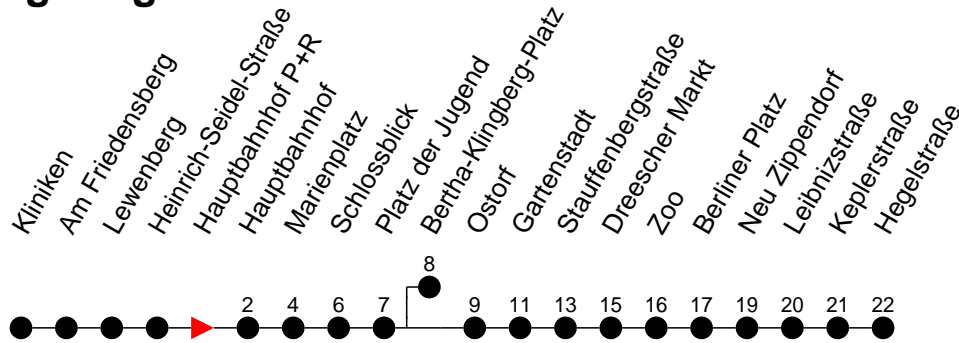 Kliniken
Am Friedensberg
Lewenberg
Heinrich-Seidel-Straße
Hauptbahnhof P+R
Hauptbahnhof
Marienplatz
Schlossblick
Platz der Jugend
Bertha-Klingberg-Platz
Ostorf
Gartenstadt
Stauffenbergstraße
Dreescher Markt
Zoo
Berliner Platz
Neu Zippendorf
Leibnizstraße
Keplerstraße
Hegelstraße
8
2 4 6 7 9 11 13 15 16 17 19 20 21 22